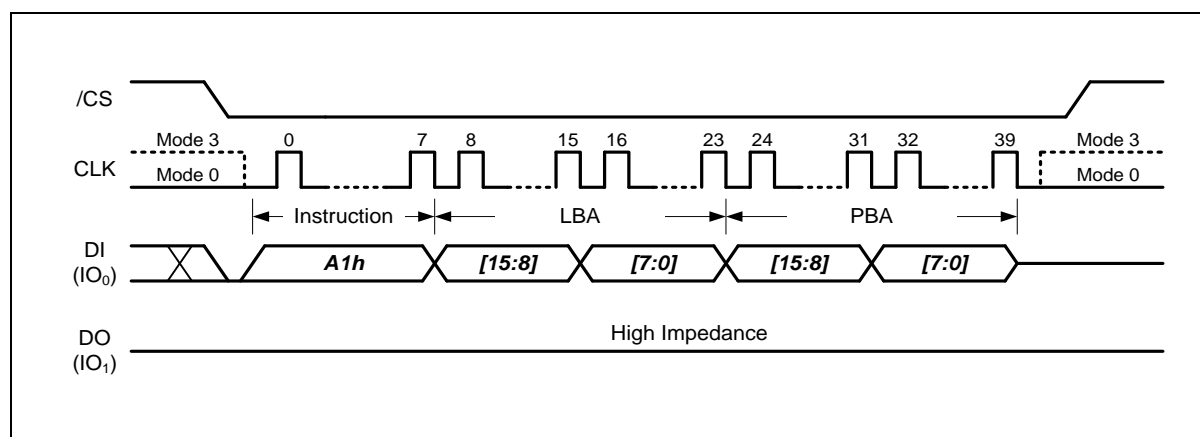 /CS
Mode 3 0 7 8 15 16 23 24 31 32 39 Mode 3
CLK
Mode 0 Mode 0
Instruction LBA PBA
DI
(IO₀)
A1h [15:8] [7:0] [15:8] [7:0]
DO
(IO₁)
High Impedance